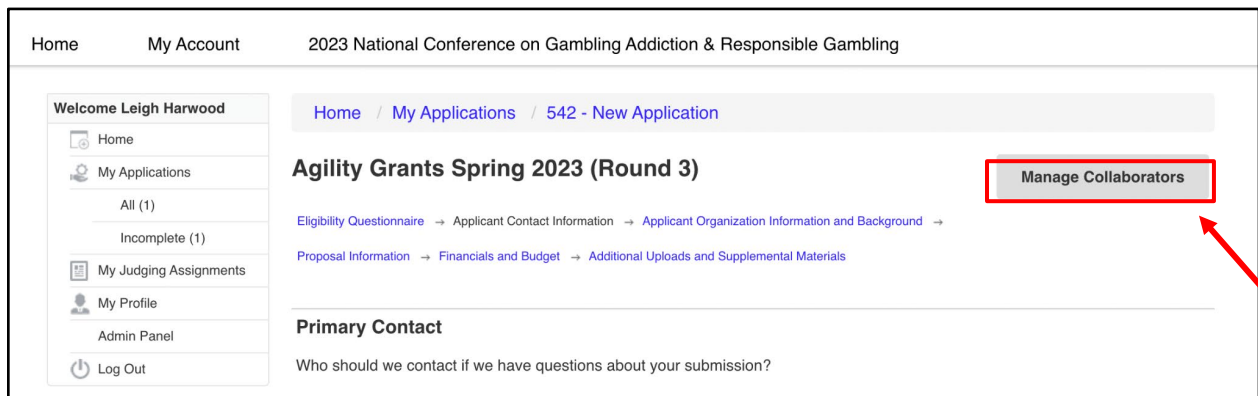 Home My Account 2023 National Conference on Gambling Addiction & Responsible Gambling
Welcome Leigh Harwood
Home
My Applications
All (1)
Incomplete (1)
My Judging Assignments
My Profile
Admin Panel
Log Out
Home / My Applications / 542 - New Application
Agility Grants Spring 2023 (Round 3)
Manage Collaborators
Eligibility Questionnaire → Applicant Contact Information → Applicant Organization Information and Background →
Proposal Information → Financials and Budget → Additional Uploads and Supplemental Materials
Primary Contact
Who should we contact if we have questions about your submission?